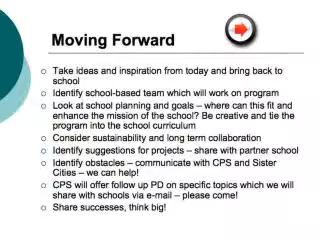 Moving Forward
Take ideas and inspiration from today and bring back to
school
Identify school-based team which will work on program
Look at school planning and goals – where can this fit and
enhance the mission of the school? Be creative and tie the
program into the school curriculum
Consider sustainability and long term collaboration
Identify suggestions for projects – share with partner school
Identify obstacles – communicate with CPS and Sister
Cities – we can help!
CPS will offer follow up PD on specific topics which we will
share with schools via e-mail – please come!
Share successes, think big!